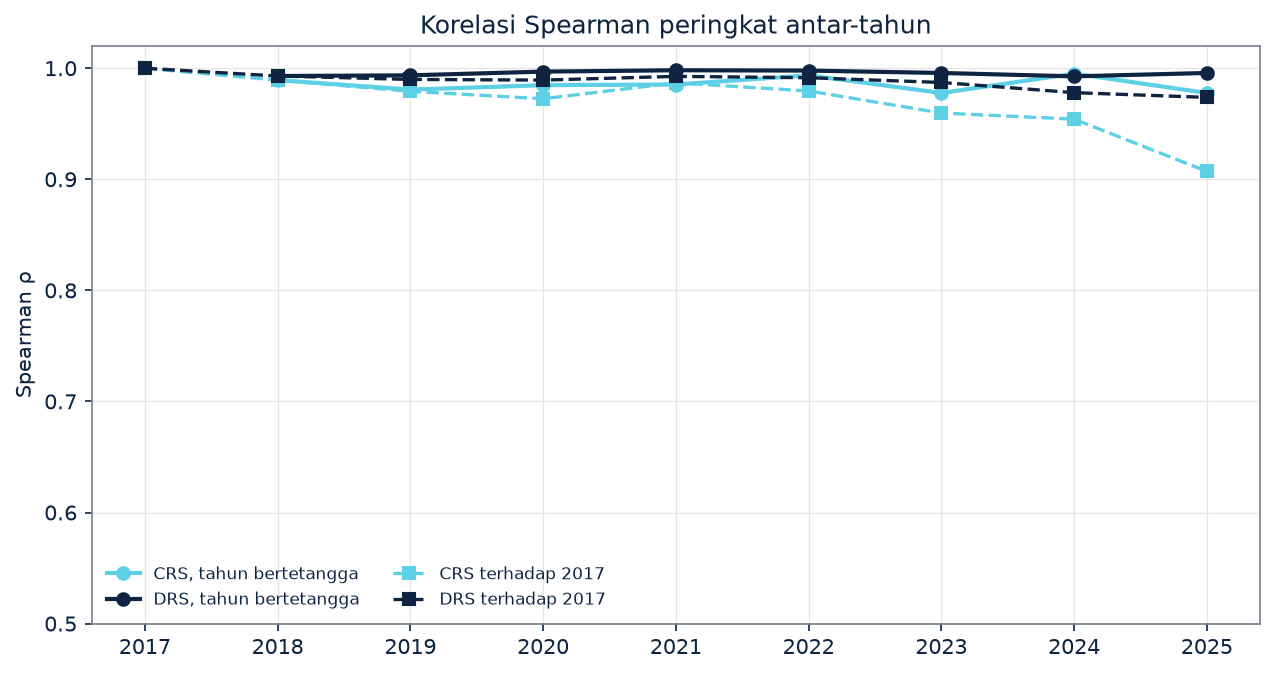 Korelasi Spearman peringkat antar-tahun
Spearman ρ
1.0
0.9
0.8
0.7
0.6
0.5
CRS, tahun bertetangga
DRS, tahun bertetangga
CRS terhadap 2017
DRS terhadap 2017
2017 2018 2019 2020 2021 2022 2023 2024 2025